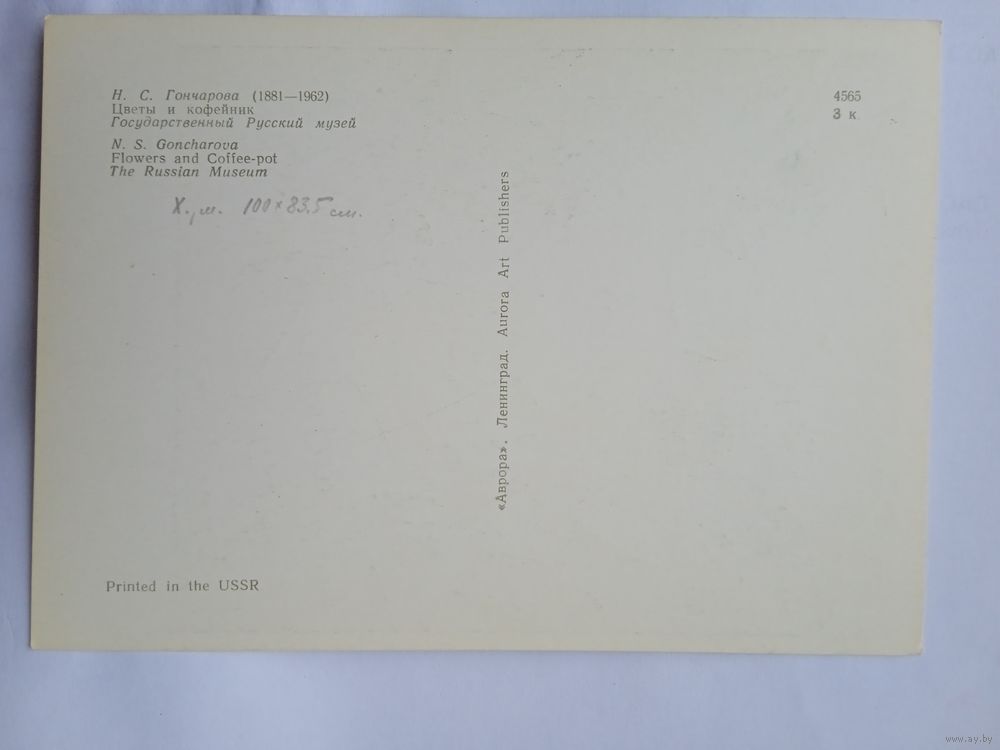 Н. С. Гончарова (1881—1962)
Цветы и кофейник
Государственный Русский музей
N. S. Goncharova
Flowers and Coffee-pot
The Russian Museum
Х., м. 100×83.5 см.
4565
3 к
«Аврора». Ленинград. Aurora Art Publishers
Printed in the USSR
www.ay.by